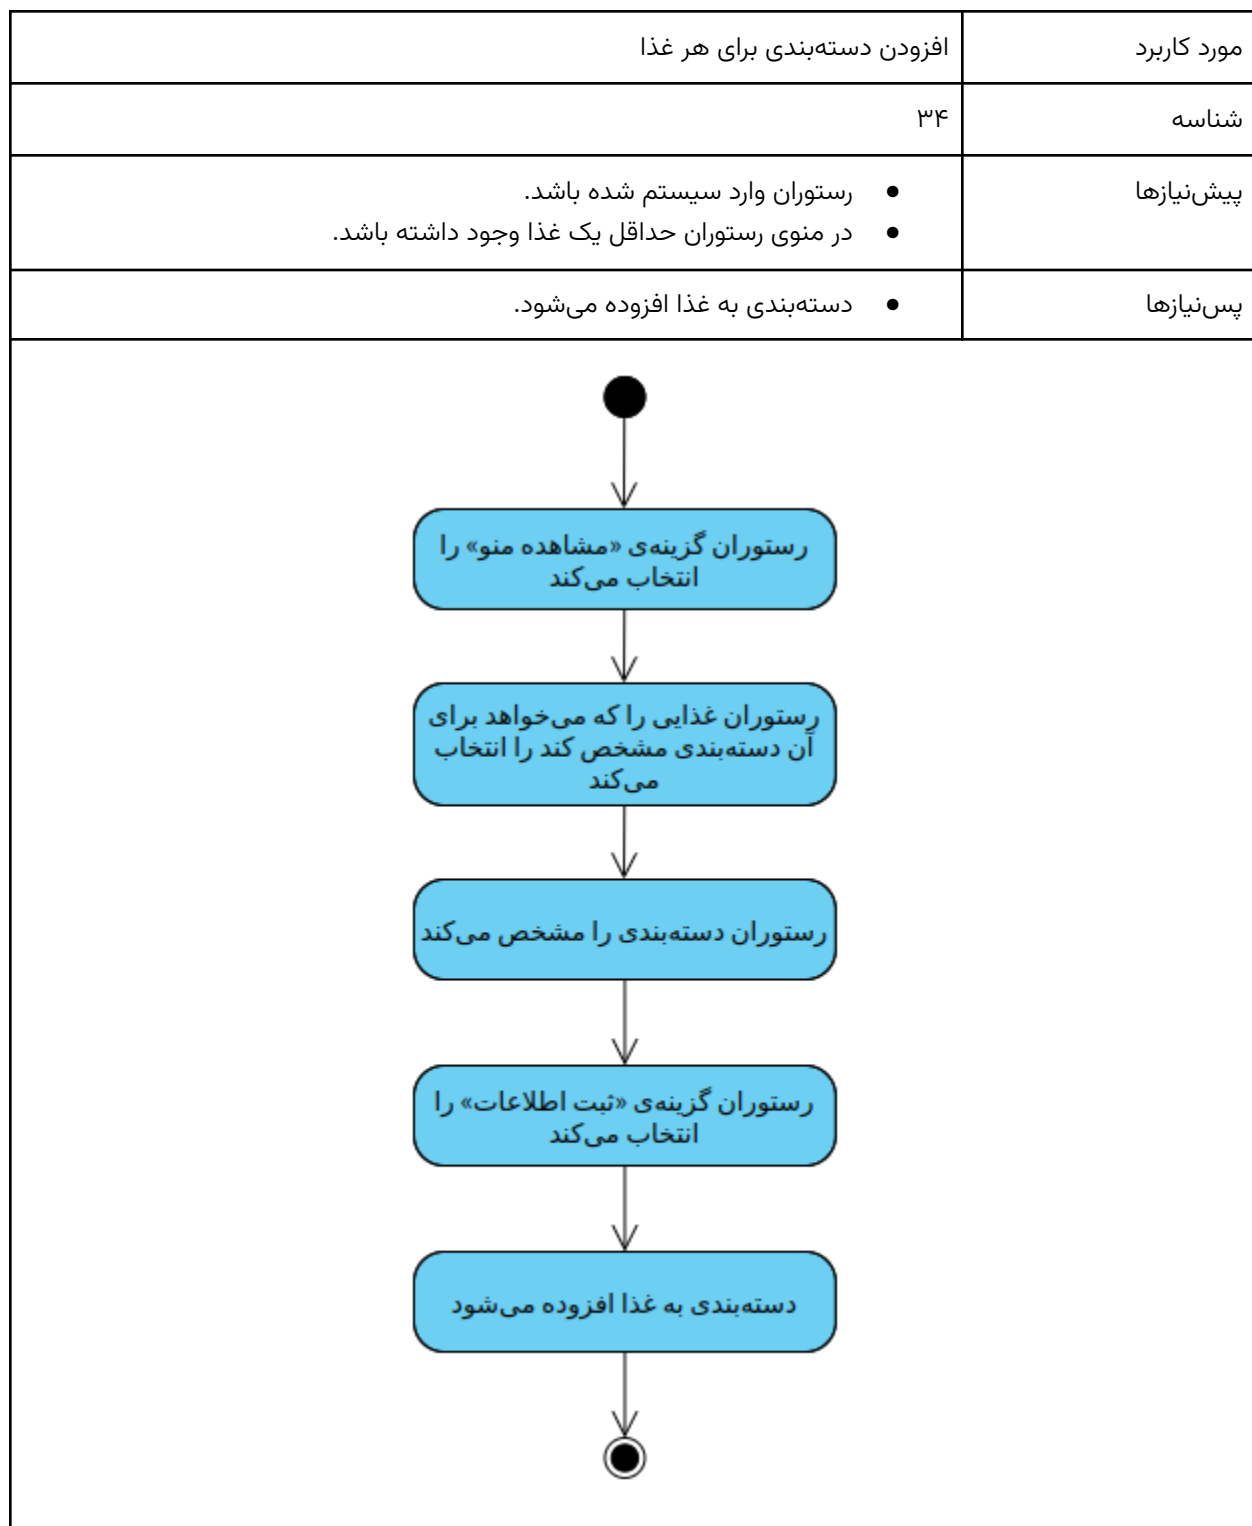 مورد کاربرد
افزودن دسته‌بندی برای هر غذا
شناسه
۳۴
پیش‌نیازها
● رستوران وارد سیستم شده باشد.
● در منوی رستوران حداقل یک غذا وجود داشته باشد.
پس‌نیازها
● دسته‌بندی به غذا افزوده می‌شود.
رستوران گزینه‌ی «مشاهده منو» را
انتخاب می‌کند
رستوران غذایی را که می‌خواهد برای
آن دسته‌بندی مشخص کند را انتخاب
می‌کند
رستوران دسته‌بندی را مشخص می‌کند
رستوران گزینه‌ی «ثبت اطلاعات» را
انتخاب می‌کند
دسته‌بندی به غذا افزوده می‌شود